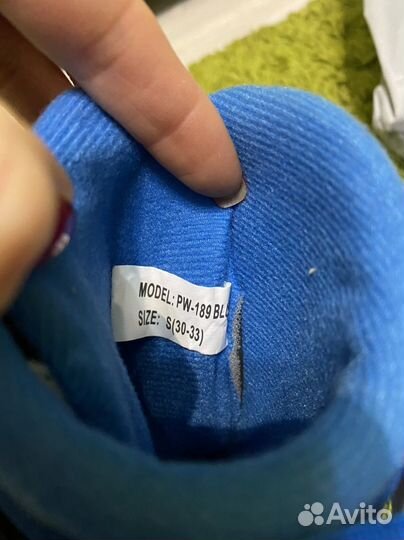 MODEL: PW-189 BL
SIZE: S(30-33)
Avito